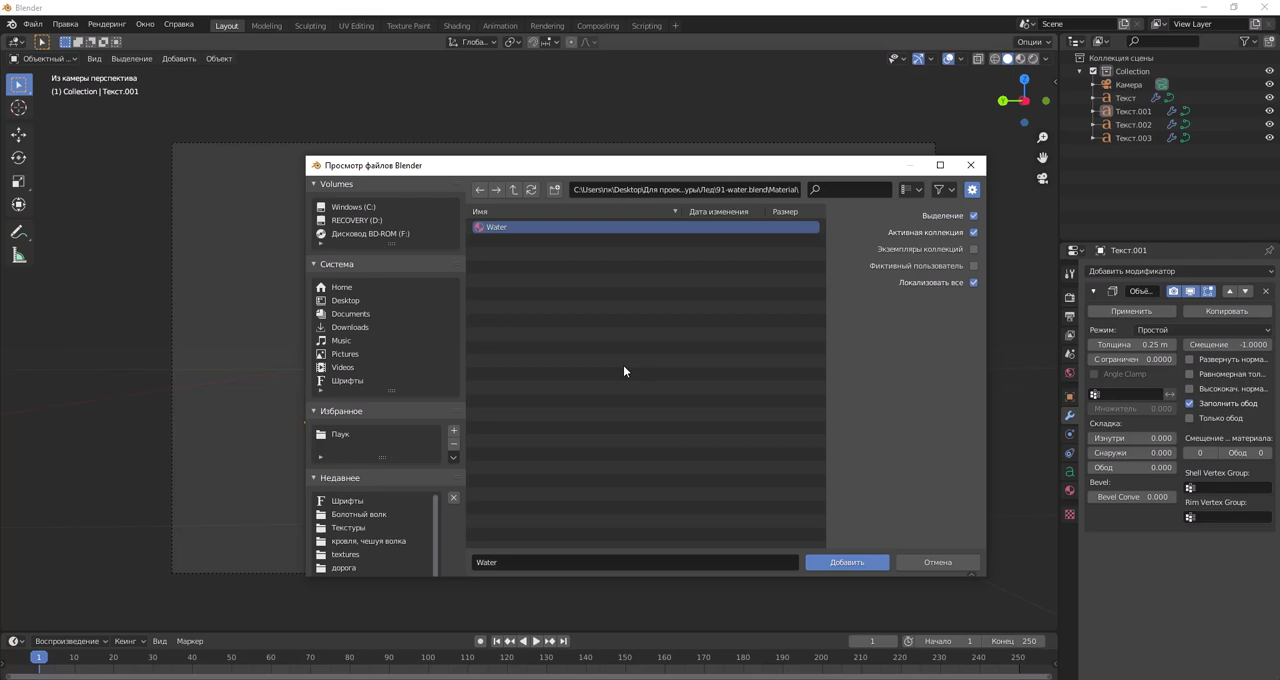 Blender
Файл Правка Рендеринг Окно Справка Layout Modeling Sculpting UV Editing Texture Paint Shading Animation Rendering Compositing Scripting + Scene View Layer
Глоба... Опции
Объектный ... Вид Выделение Добавить Объект
Из камеры перспектива
(1) Collection | Текст.001
Z
Y
Коллекция сцены
Collection
Камера
Текст
Текст.001
Текст.002
Текст.003
Просмотр файлов Blender
Volumes
Windows (C:)
RECOVERY (D:)
Дисковод BD-ROM (F:)
Система
Home
Desktop
Documents
Downloads
Music
Pictures
Videos
Шрифты
Избранное
Паук
Недавнее
Шрифты
Болотный волк
Текстуры
кровля, чешуя волка
textures
дорога
C:\Users\пк\Desktop\Для проек...уры\Лед\91-water.blend\Material\
Имя Дата изменения Размер
Water
Выделение
Активная коллекция
Экземпляры коллекций
Фиктивный пользователь
Локализовать все
Water
Добавить Отмена
Текст.001
Добавить модификатор
Объё...
Применить Копировать
Режим: Простой
Толщина 0.25 m Смещение -1.0000
С ограничен 0.0000 Развернуть норма...
Angle Clamp Равномерная тол...
Высококач. норма...
Множитель 0.000 Заполнить обод
Только обод
Складка: Смещение ... материала:
Изнутри 0.000
Снаружи 0.000 0 Обод 0
Обод 0.000
Shell Vertex Group:
Bevel:
Bevel Conve 0.000
Rim Vertex Group:
Воспроизведение Кеинг Вид Маркер 1 Начало 1 Конец 250
1 10 20 30 40 50 60 70 80 90 100 110 120 130 140 150 160 170 180 190 200 210 220 230 240 250